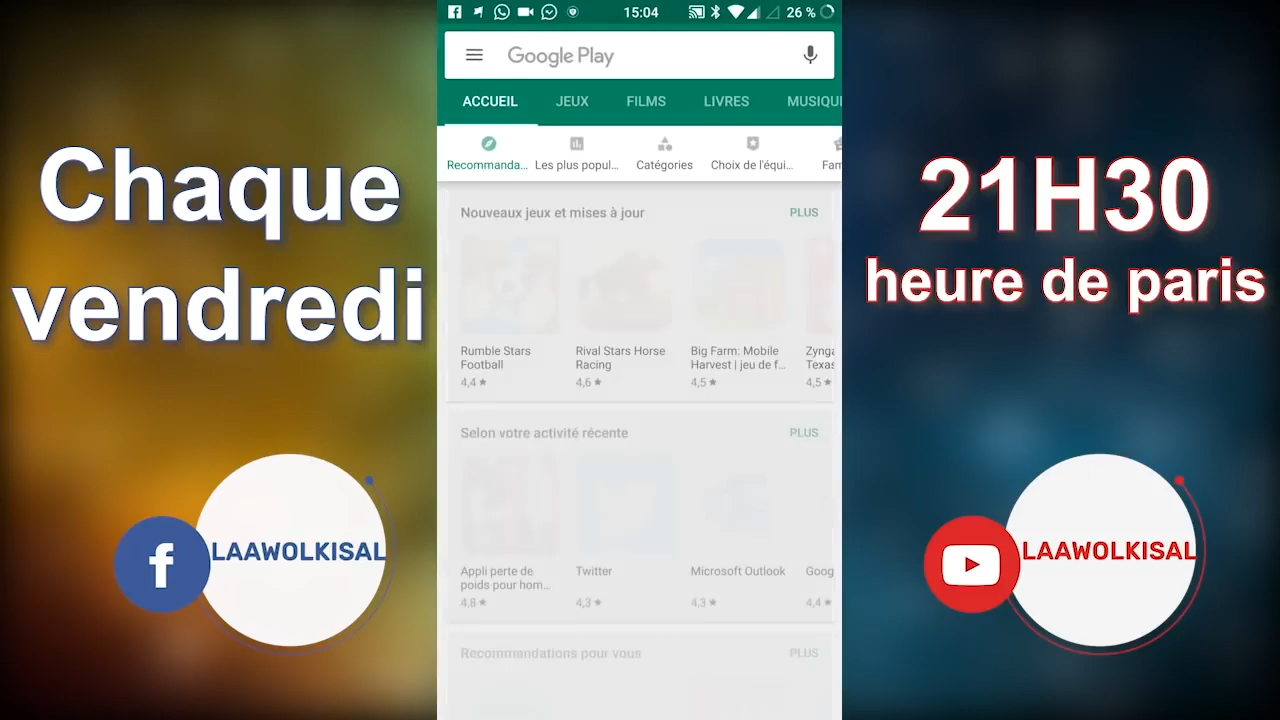 Chaque
vendredi
LAAWOLKISAL
15:04
26 %
Google Play
ACCUEIL JEUX FILMS LIVRES MUSIQU
Recommanda... Les plus popul... Catégories Choix de l'équi... Fam
Nouveaux jeux et mises à jour PLUS
Rumble Stars
Football
4,4 ★
Rival Stars Horse
Racing
4,6 ★
Big Farm: Mobile
Harvest | jeu de f...
4,5 ★
Zynga
Texas
4,5 ★
Selon votre activité récente PLUS
Appli perte de
poids pour hom...
4,8 ★
Twitter
4,3 ★
Microsoft Outlook
4,3 ★
Goog
4,4 ★
Recommandations pour vous PLUS
21H30
heure de paris
LAAWOLKISAL